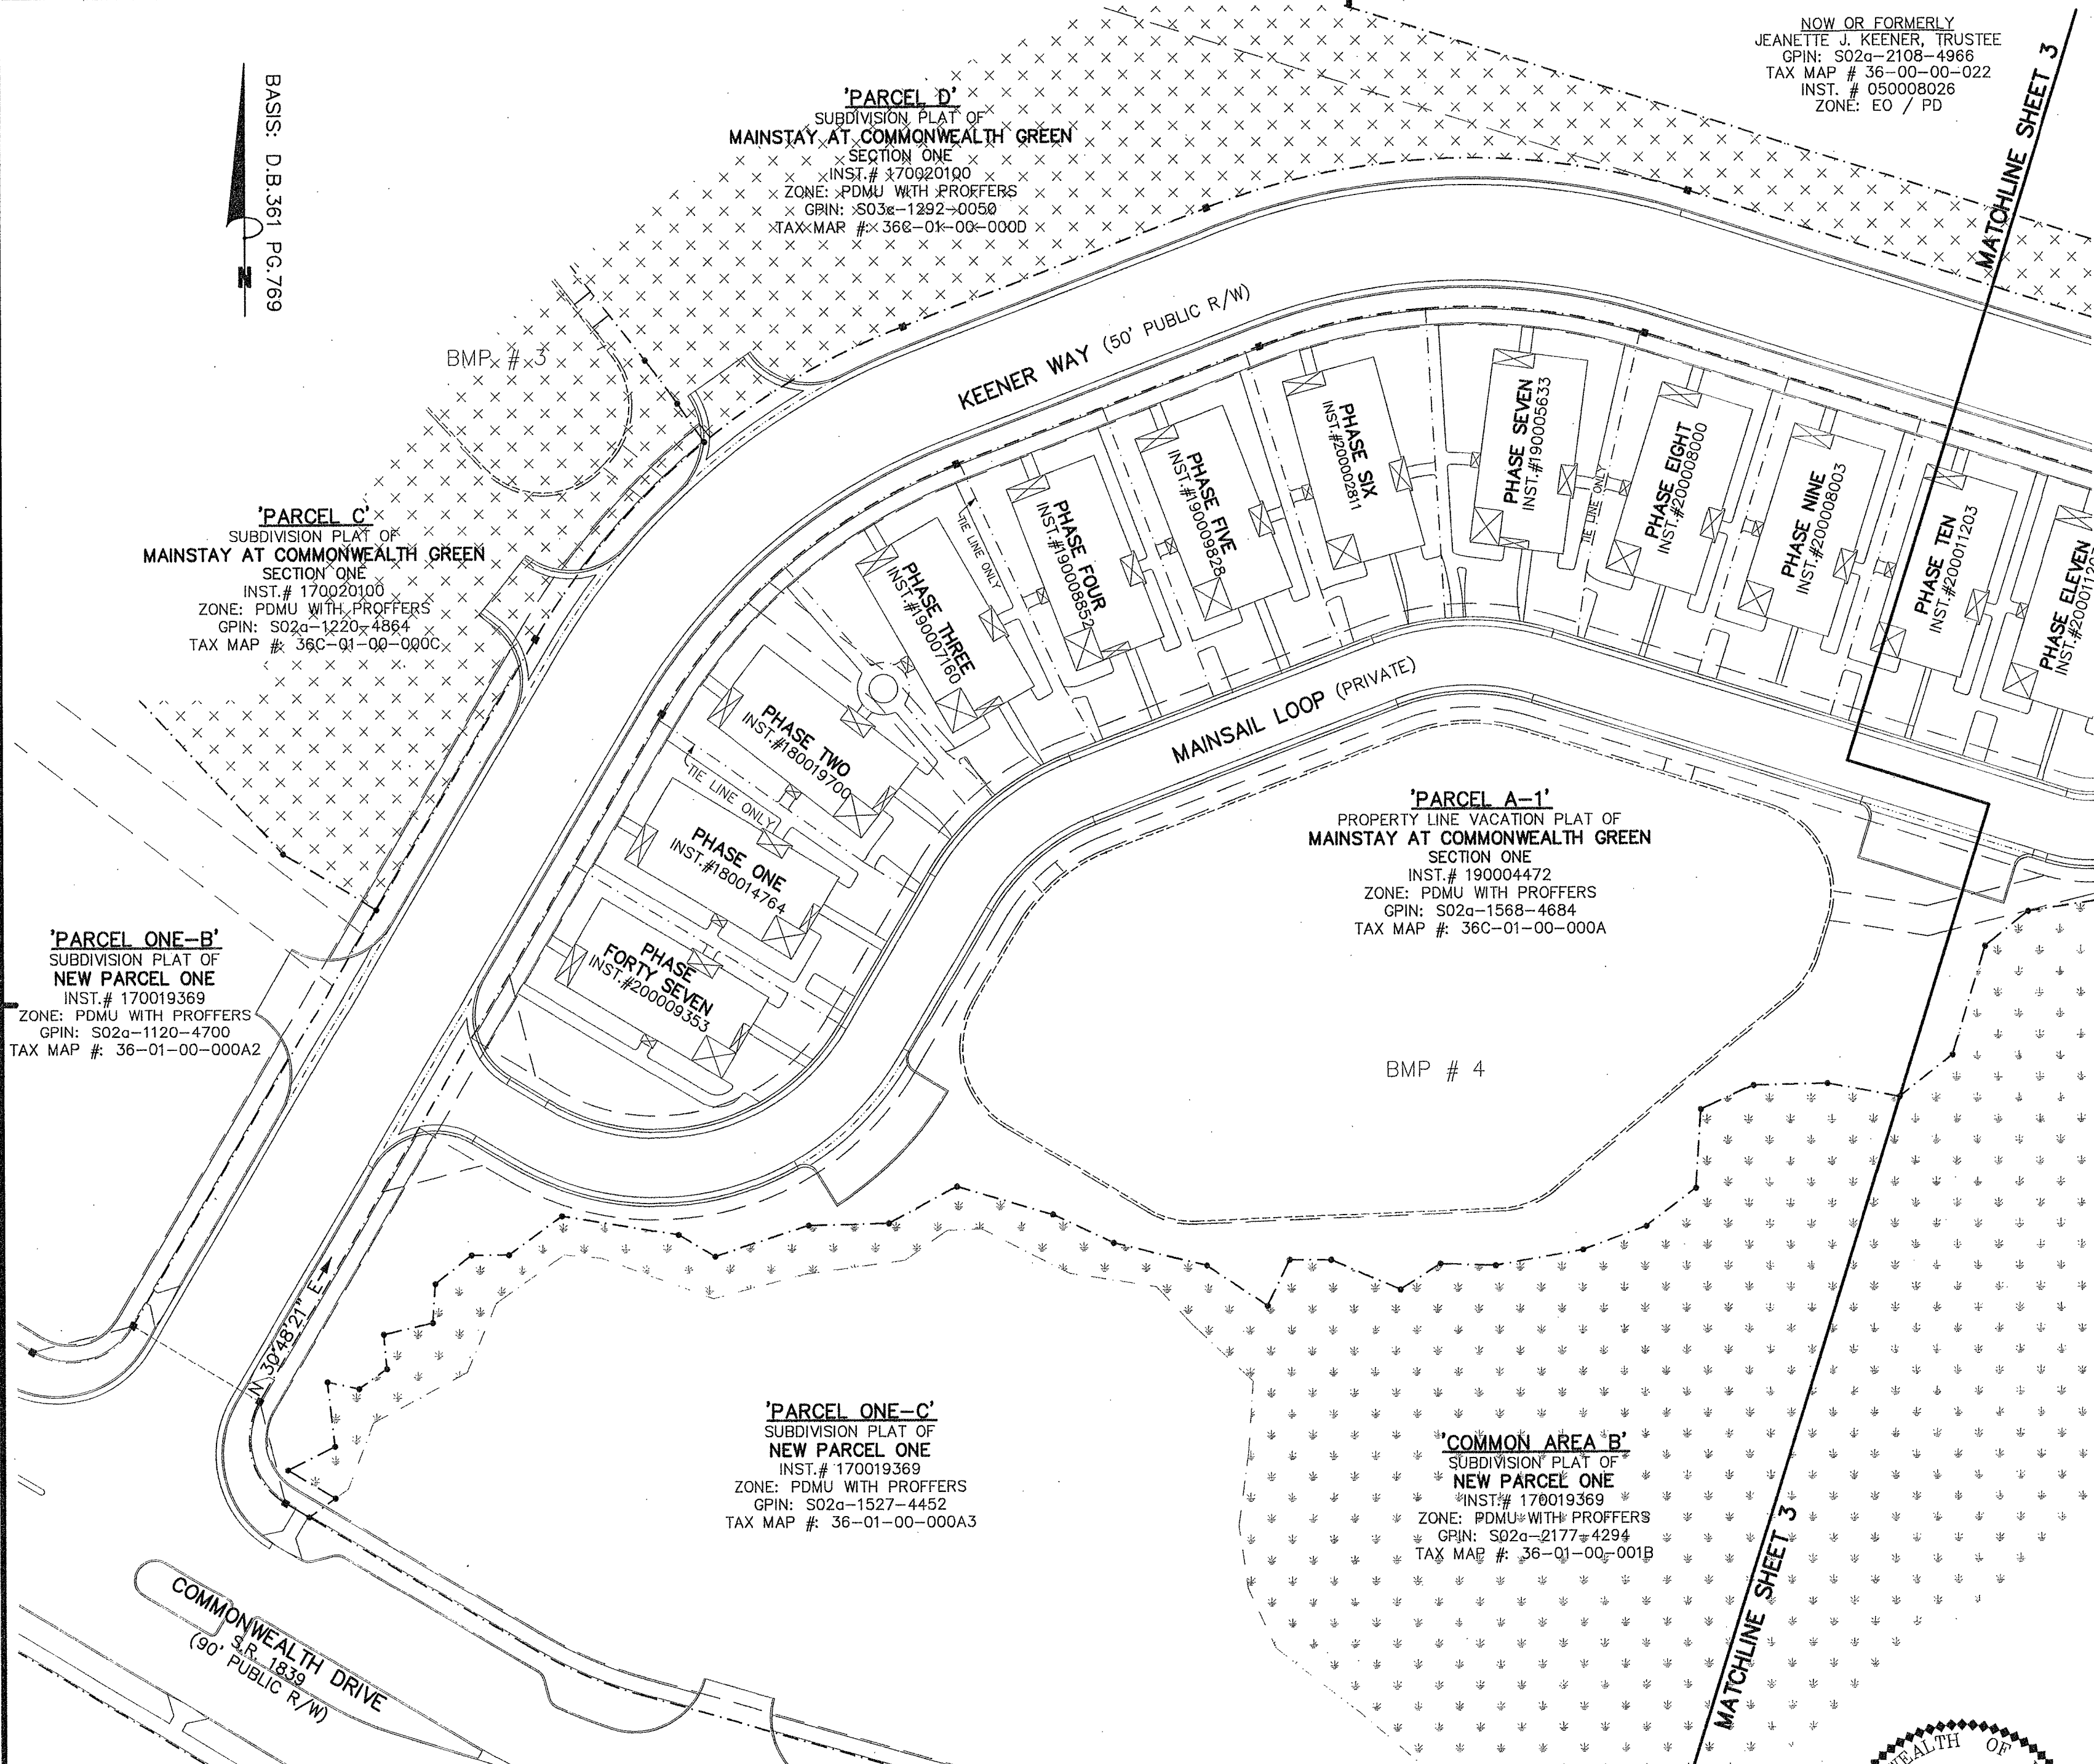 NOW OR FORMERLY
JEANETTE J. KEENER, TRUSTEE
GPIN: S02a-2108-4966
TAX MAP # 36-00-00-022
INST. # 050008026
ZONE: EO / PD
MATCHLINE SHEET 3
BASIS: D.B.361 PG.769
N
'PARCEL D'
SUBDIVISION PLAT OF
MAINSTAY AT COMMONWEALTH GREEN
SECTION ONE
INST.# 170020100
ZONE: PDMU WITH PROFFERS
GPIN: S03c-1292-0050
TAX MAP #: 36C-01-00-000D
BMP # 3
KEENER WAY (50' PUBLIC R/W)
'PARCEL C'
SUBDIVISION PLAT OF
MAINSTAY AT COMMONWEALTH GREEN
SECTION ONE
INST.# 170020100
ZONE: PDMU WITH PROFFERS
GPIN: S02a-1220-4864
TAX MAP #: 36C-01-00-000C
PHASE SIX
INST.#200002811
PHASE SEVEN
INST.#190005633
TIE LINE ONLY
PHASE EIGHT
INST.#200008000
PHASE NINE
INST.#200008003
PHASE TEN
INST.#200011203
PHASE ELEVEN
PHASE FIVE
INST.#190009828
PHASE FOUR
INST.#190008852
TIE LINE ONLY
PHASE THREE
INST.#190007160
PHASE TWO
INST.#180019700
TIE LINE ONLY
PHASE ONE
INST.#180014764
PHASE
FORTY SEVEN
INST.#200009353
MAINSAIL LOOP (PRIVATE)
'PARCEL A-1'
PROPERTY LINE VACATION PLAT OF
MAINSTAY AT COMMONWEALTH GREEN
SECTION ONE
INST.# 190004472
ZONE: PDMU WITH PROFFERS
GPIN: S02a-1568-4684
TAX MAP #: 36C-01-00-000A
'PARCEL ONE-B'
SUBDIVISION PLAT OF
NEW PARCEL ONE
INST.# 170019369
ZONE: PDMU WITH PROFFERS
GPIN: S02a-1120-4700
TAX MAP #: 36-01-00-000A2
BMP # 4
N 30°48'21" E
'PARCEL ONE-C'
SUBDIVISION PLAT OF
NEW PARCEL ONE
INST.# 170019369
ZONE: PDMU WITH PROFFERS
GPIN: S02a-1527-4452
TAX MAP #: 36-01-00-000A3
'COMMON AREA B'
SUBDIVISION PLAT OF
NEW PARCEL ONE
INST.# 170019369
ZONE: PDMU WITH PROFFERS
GPIN: S02a-2177-4294
TAX MAP #: 36-01-00-001B
MATCHLINE SHEET 3
COMMONWEALTH DRIVE
S.R. 1839
(90' PUBLIC R/W)
EALTH OF